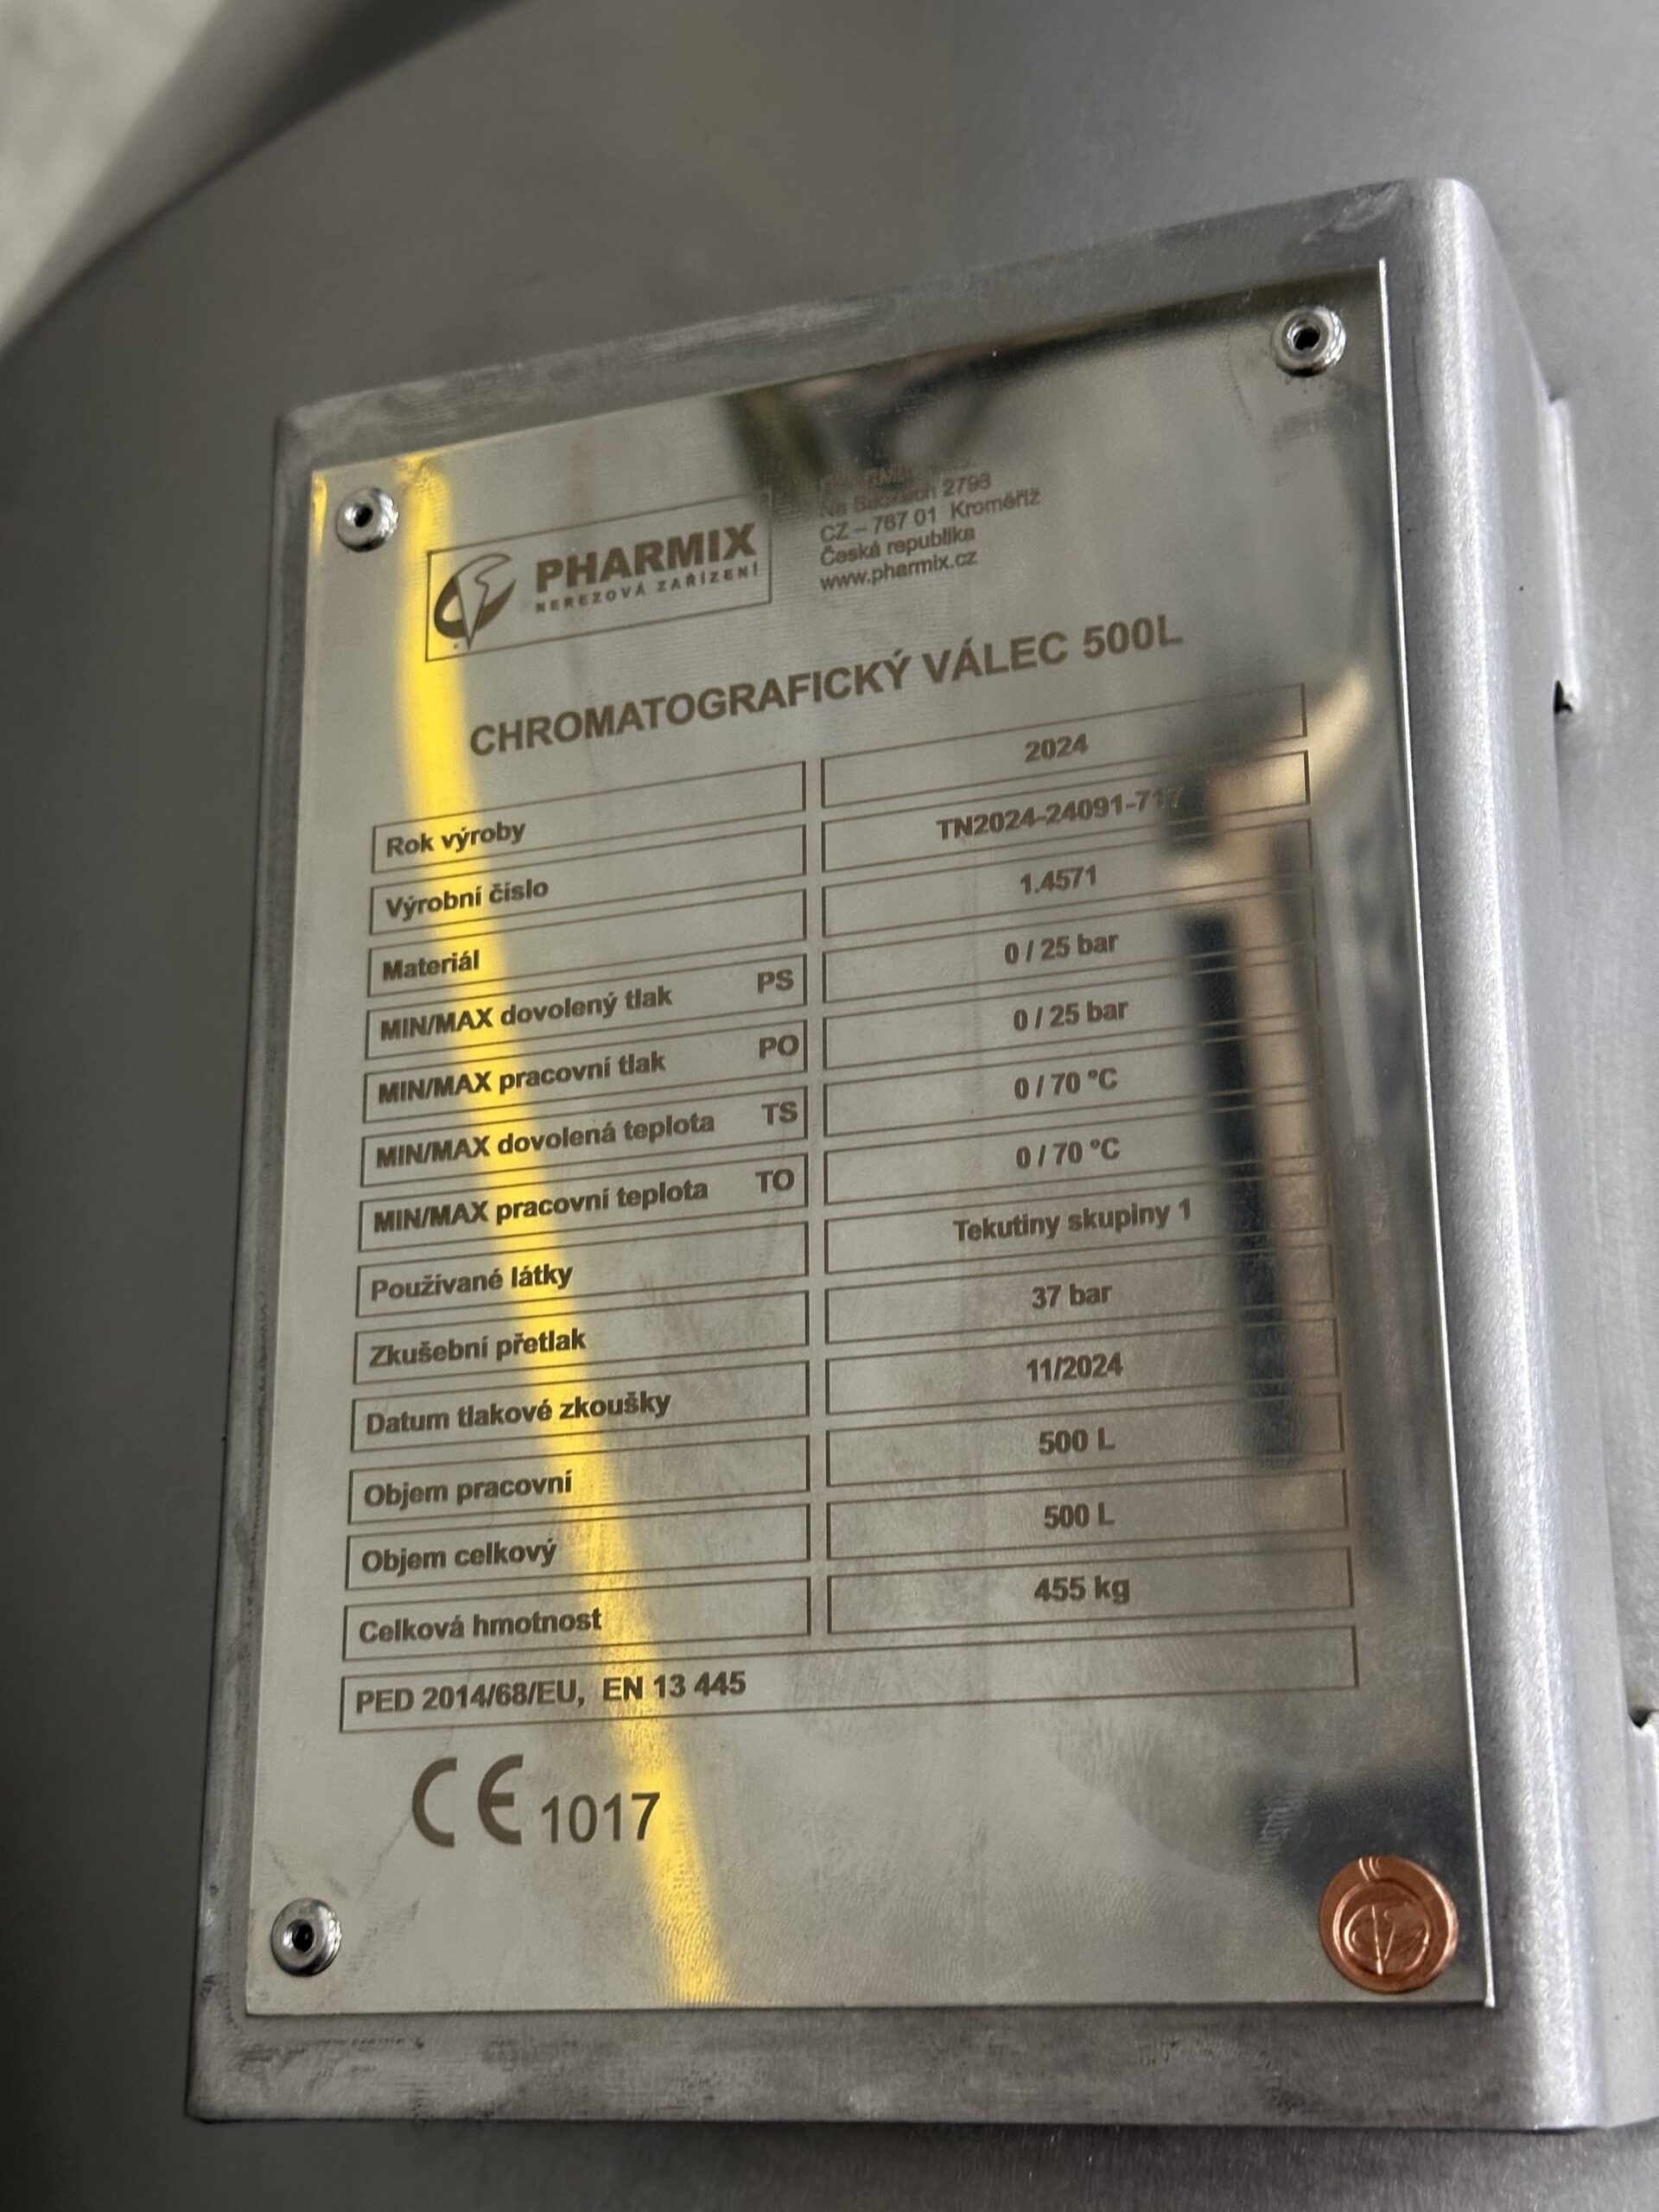 PHARMIX
NEREZOVÁ ZAŘÍZENÍ
Na 2798
CZ – 767 01 Kroměříž
Česká republika
www.pharmix.cz
CHROMATOGRAFICKÝ VÁLEC 500L
Rok výroby 2024
Výrobní číslo
Materiál 1.4571
MIN/MAX dovolený tlak PS 0 / 25 bar
MIN/MAX pracovní tlak PO 0 / 25 bar
MIN/MAX dovolená teplota TS 0 / 70 °C
MIN/MAX pracovní teplota TO 0 / 70 °C
Používané látky Tekutiny skupiny 1
Zkušební přetlak 37 bar
Datum tlakové zkoušky 11/2024
Objem pracovní 500 L
Objem celkový 500 L
Celková hmotnost 455 kg
PED 2014/68/EU, EN 13 445
CE 1017